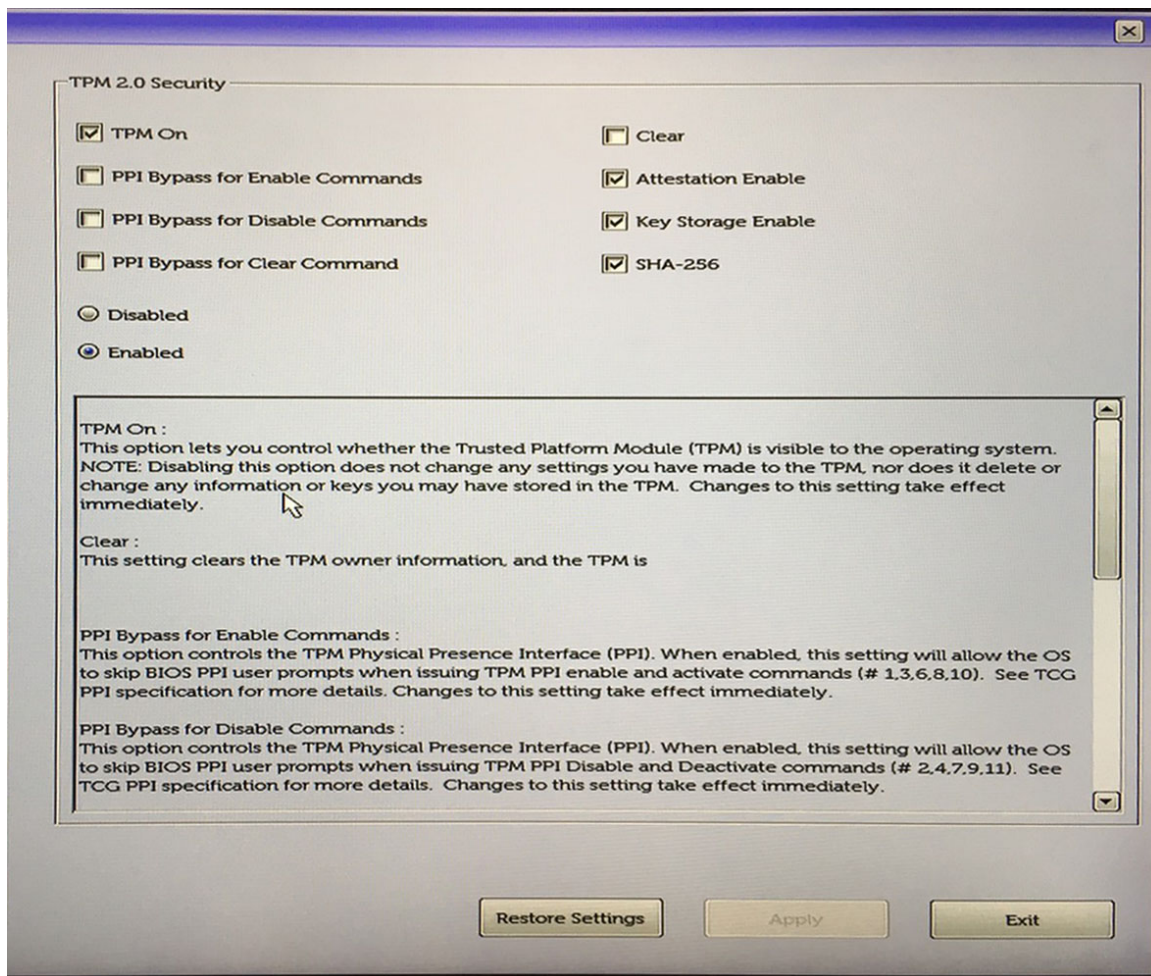 TPM 2.0 Security
TPM On
Clear
PPI Bypass for Enable Commands
Attestation Enable
PPI Bypass for Disable Commands
Key Storage Enable
PPI Bypass for Clear Command
SHA-256
Disabled
Enabled
TPM On :
This option lets you control whether the Trusted Platform Module (TPM) is visible to the operating system.
NOTE: Disabling this option does not change any settings you have made to the TPM, nor does it delete or
change any information or keys you may have stored in the TPM. Changes to this setting take effect
immediately.
Clear :
This setting clears the TPM owner information, and the TPM is
PPI Bypass for Enable Commands :
This option controls the TPM Physical Presence Interface (PPI). When enabled, this setting will allow the OS
to skip BIOS PPI user prompts when issuing TPM PPI enable and activate commands (# 1,3,6,8,10). See TCG
PPI specification for more details. Changes to this setting take effect immediately.
PPI Bypass for Disable Commands :
This option controls the TPM Physical Presence Interface (PPI). When enabled, this setting will allow the OS
to skip BIOS PPI user prompts when issuing TPM PPI Disable and Deactivate commands (# 2,4,7,9,11). See
TCG PPI specification for more details. Changes to this setting take effect immediately.
Restore Settings
Apply
Exit